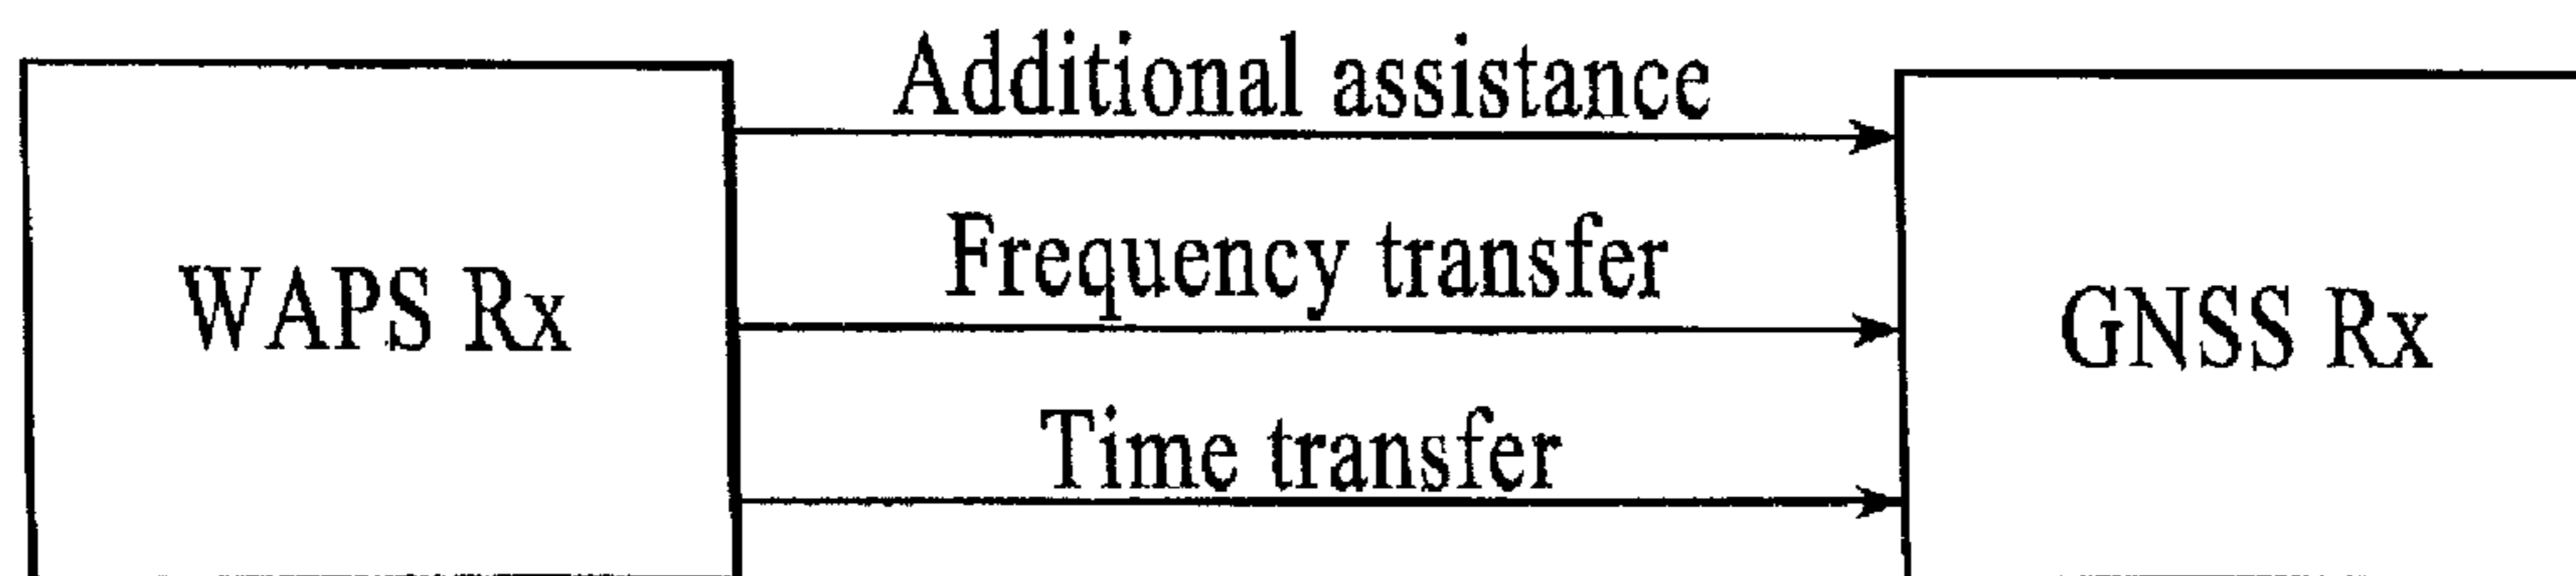 Additional assistance
Frequency transfer
WAPS Rx
GNSS Rx
Time transfer